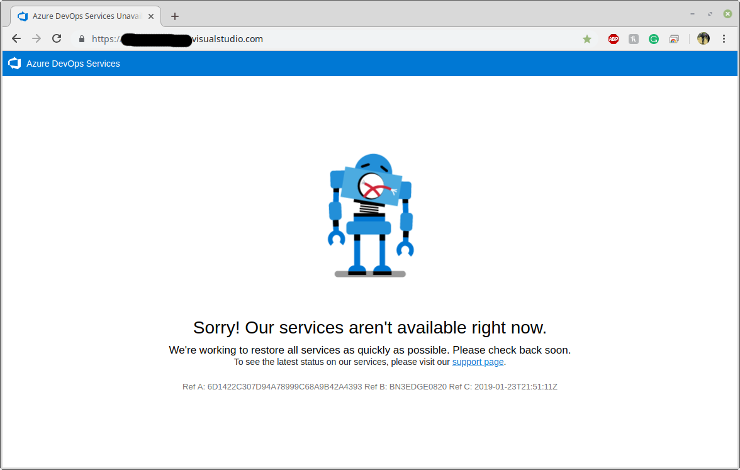 Azure DevOps Services Unava
https:
visualstudio.com
ABP
Azure DevOps Services
Sorry! Our services aren't available right now.
We're working to restore all services as quickly as possible. Please check back soon.
To see the latest status on our services, please visit our support page.
Ref A: 6D1422C307D94A78999C68A9B42A4393 Ref B: BN3EDGE0820 Ref C: 2019-01-23T21:51:11Z